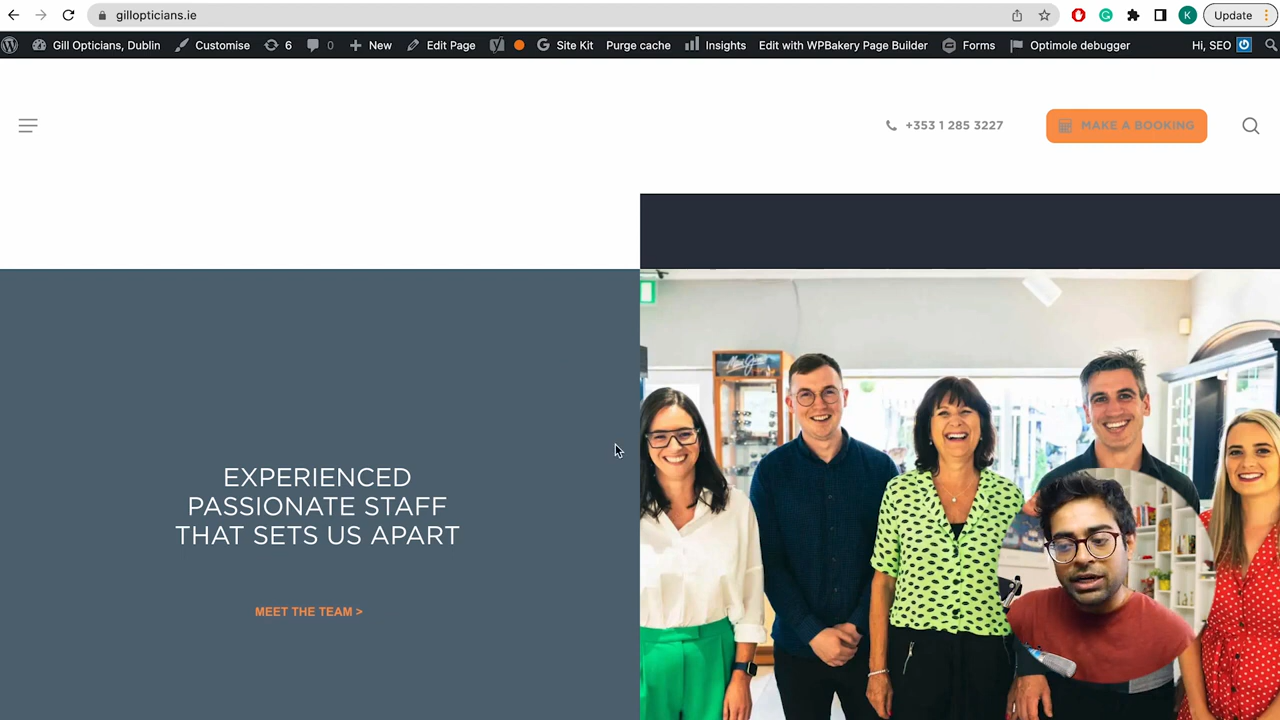 gillopticians.ie
Update
Gill Opticians, Dublin
Customise
6
0
New
Edit Page
Site Kit
Purge cache
Insights
Edit with WPBakery Page Builder
Forms
Optimole debugger
Hi, SEO
K
+353 1 285 3227
MAKE A BOOKING
EXPERIENCED
PASSIONATE STAFF
THAT SETS US APART
MEET THE TEAM >